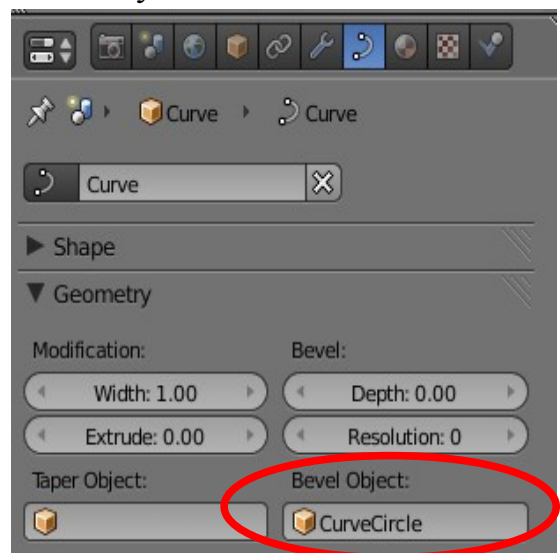 Curve Curve
Curve
Shape
Geometry
Modification: Bevel:
Width: 1.00 Depth: 0.00
Extrude: 0.00 Resolution: 0
Taper Object: Bevel Object:
CurveCircle